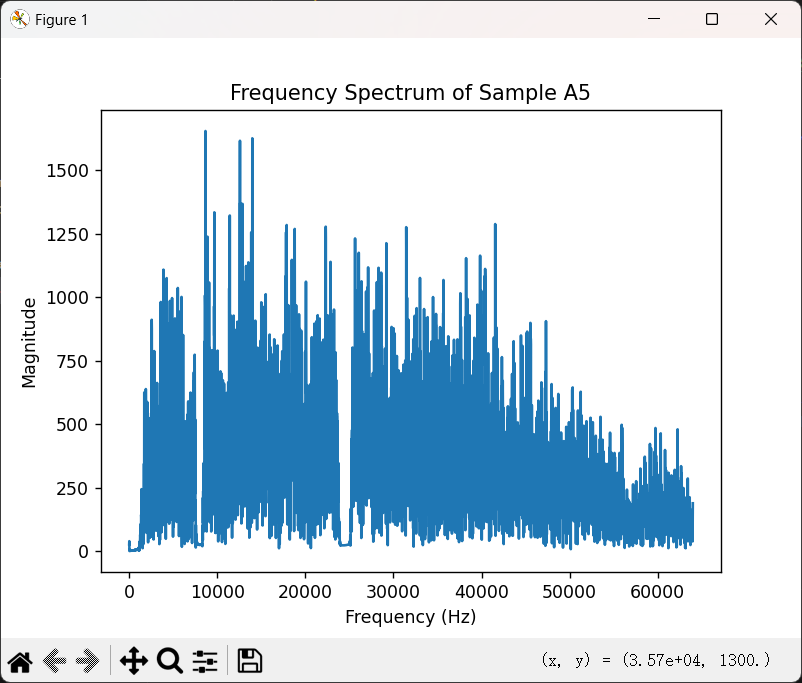 Figure 1
Frequency Spectrum of Sample A5
1500
1250
1000
750
500
250
0
Magnitude
0 10000 20000 30000 40000 50000 60000
Frequency (Hz)
(x, y) = (3.57e+04, 1300.)